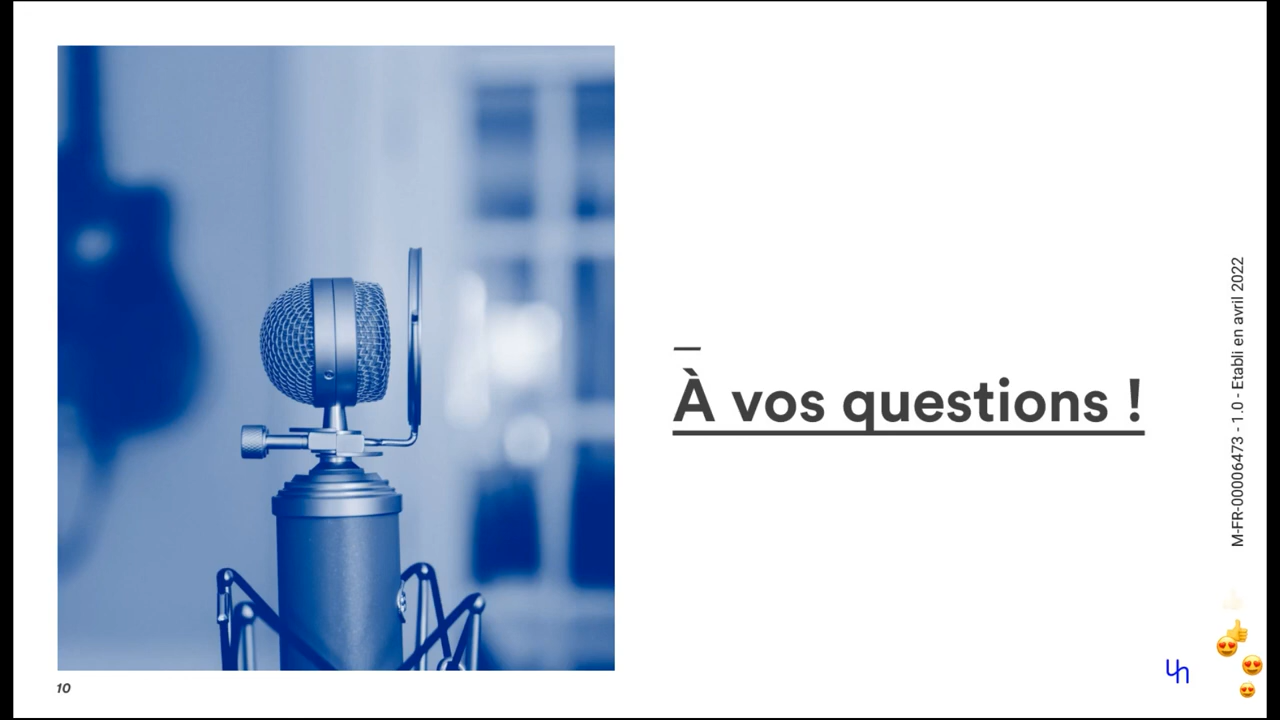 À vos questions !
M-FR-00006473 - 1.0 - Etabli en avril 2022
10